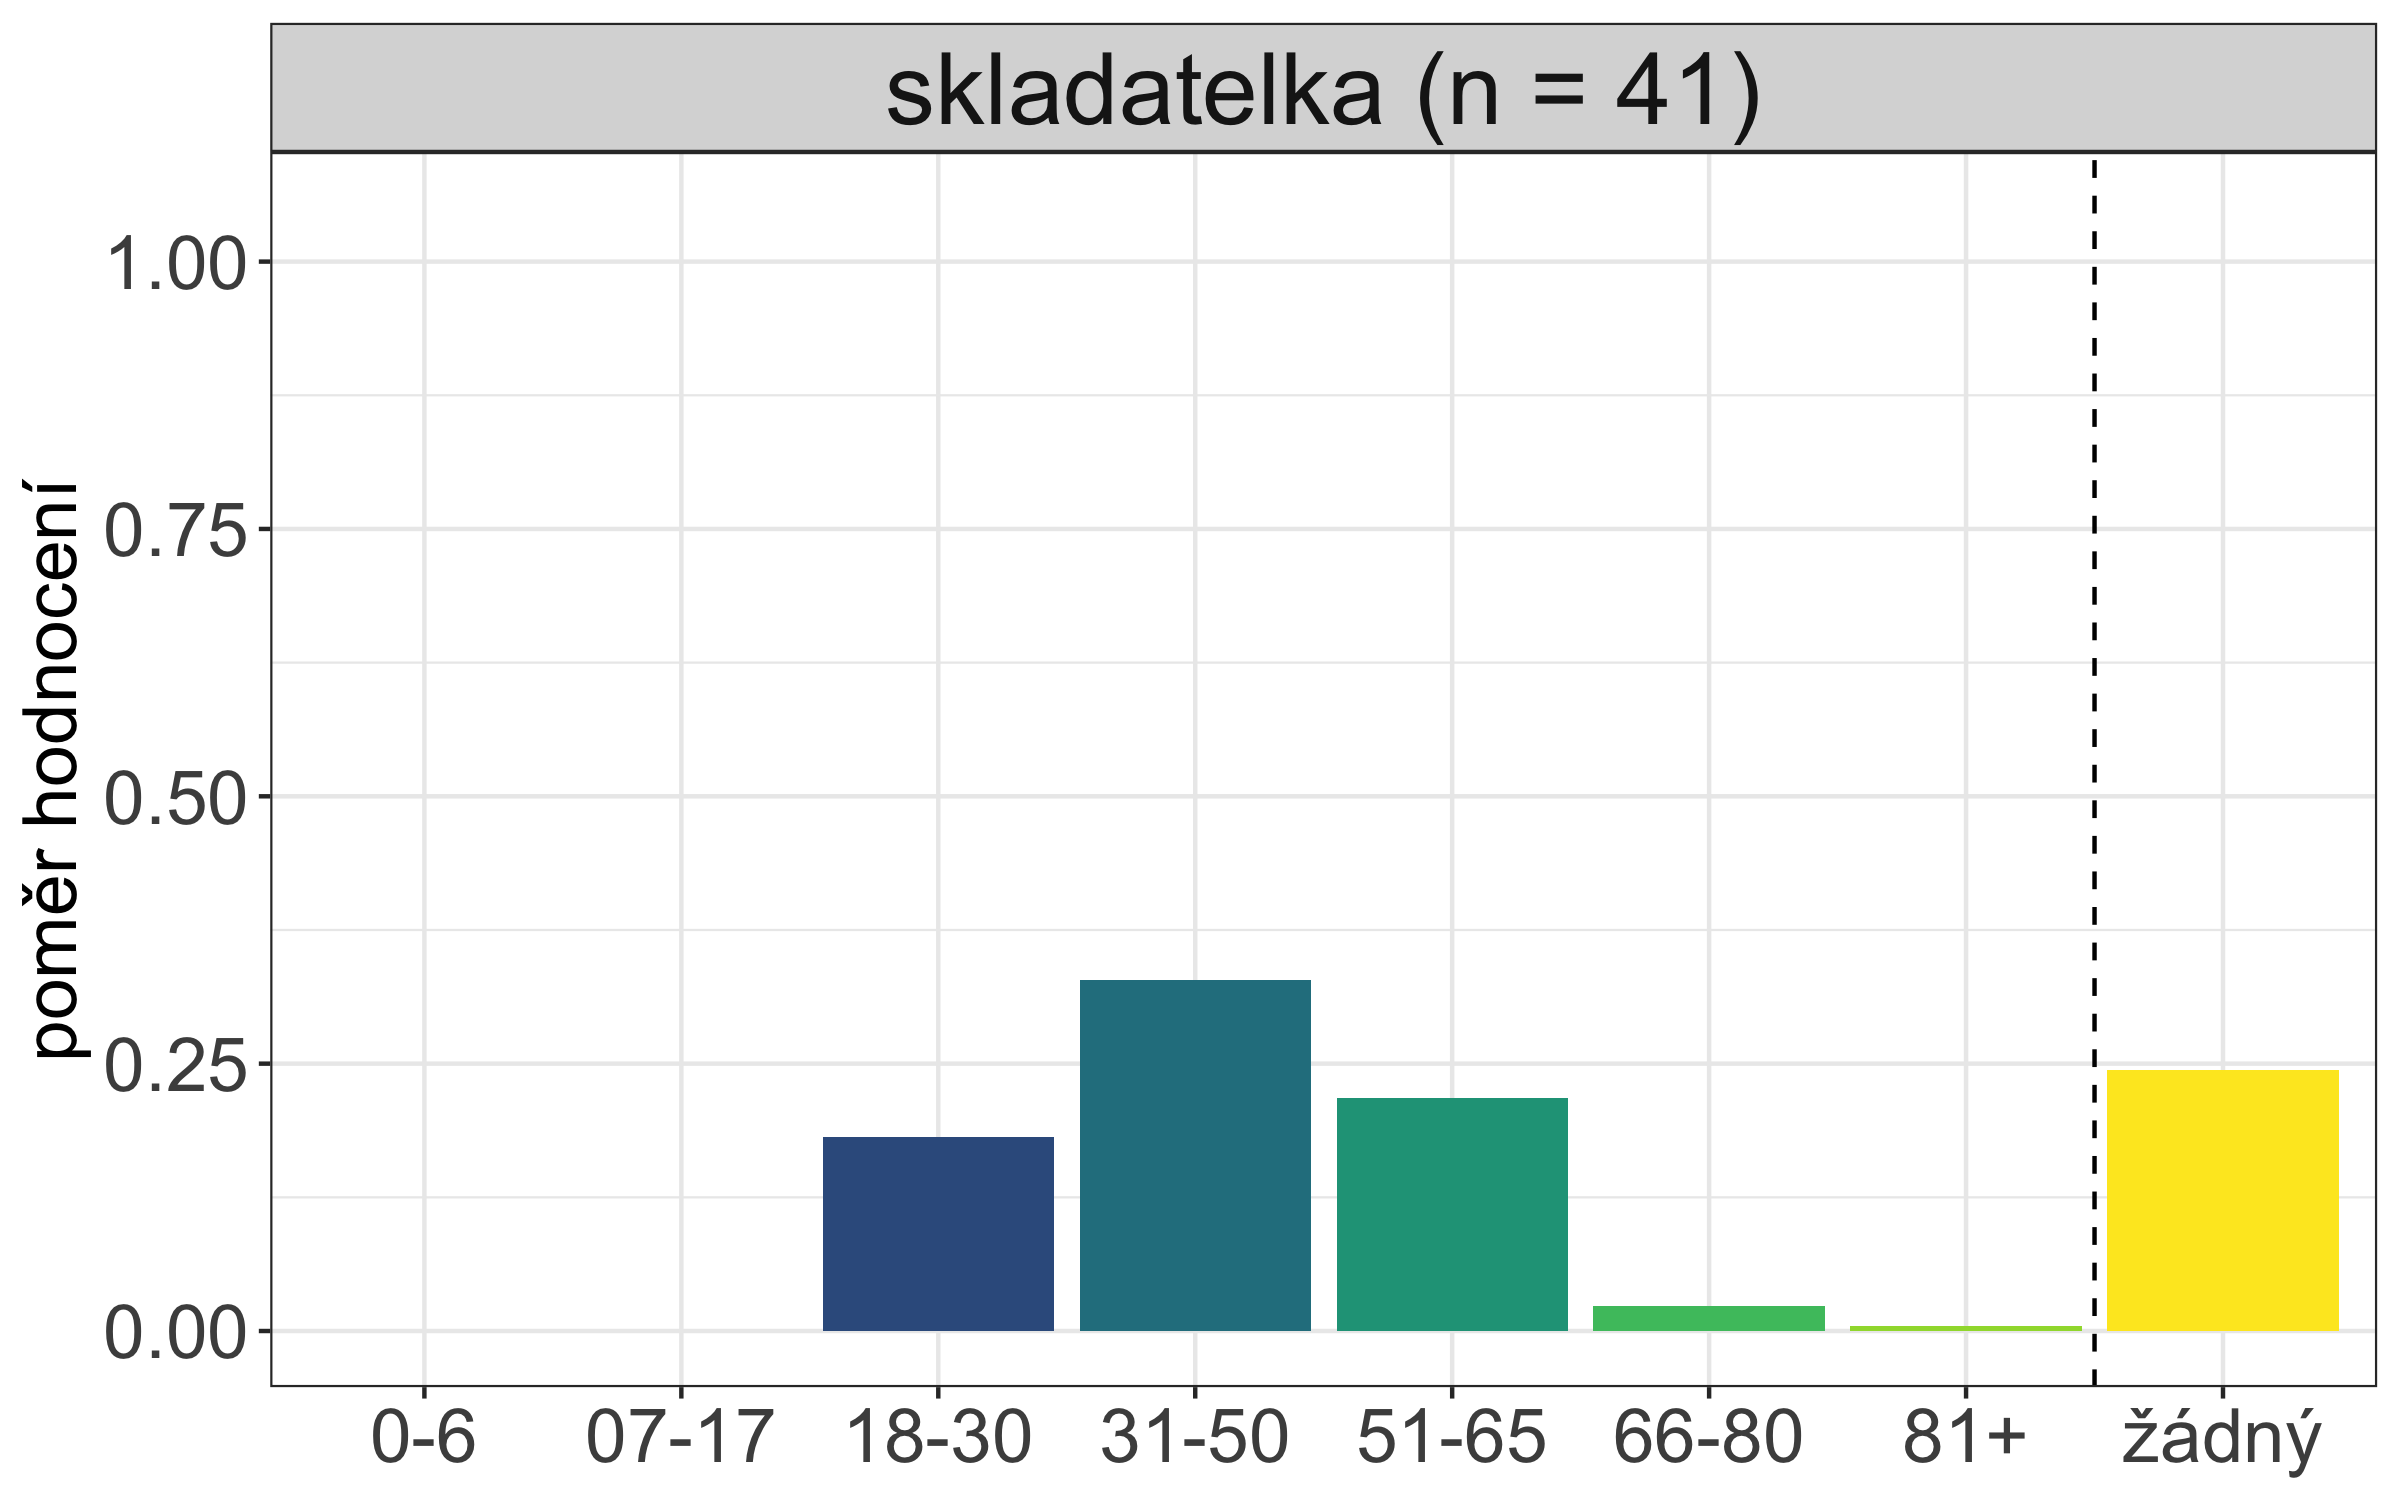 skladatelka (n = 41)
poměr hodnocení
1.00
0.75
0.50
0.25
0.00
0-6 07-17 18-30 31-50 51-65 66-80 81+ žádný